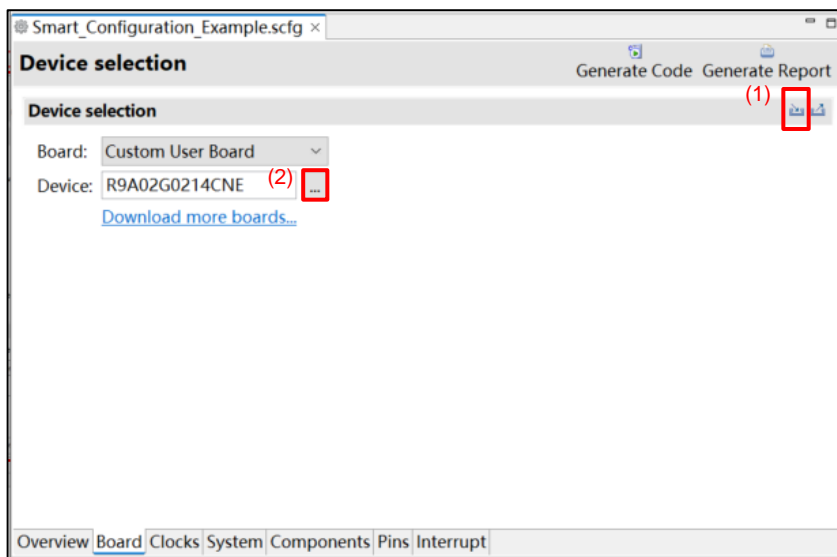 Smart_Configuration_Example.scfg ×
Device selection
Generate Code Generate Report
(1)
Device selection
Board: Custom User Board
Device: R9A02G0214CNE (2) ...
Download more boards...
Overview Board Clocks System Components Pins Interrupt